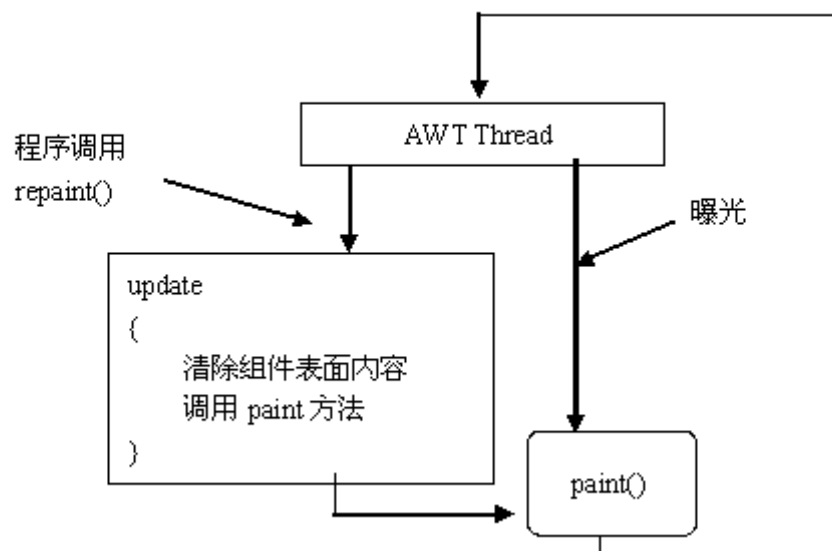 AWT Thread
程序调用
repaint()
曝光
update
{
清除组件表面内容
调用 paint 方法
}
paint()